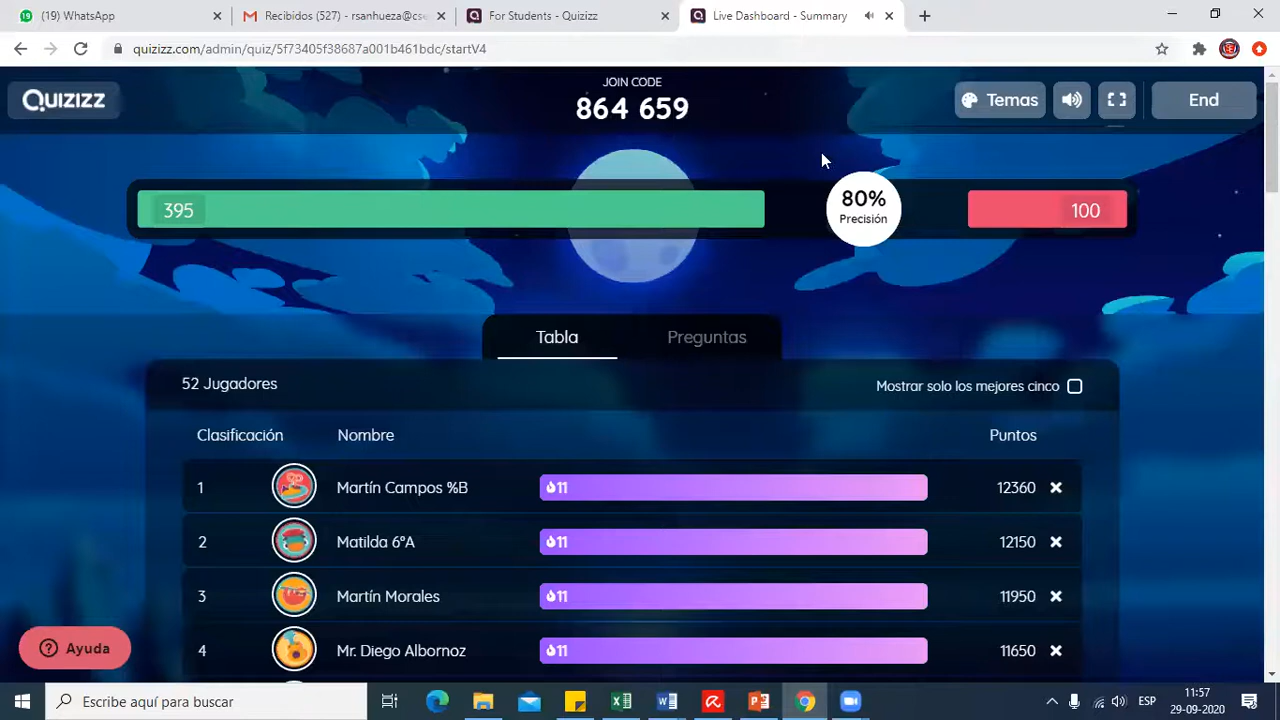 (19) WhatsApp
Recibidos (527) - rsanhueza@cs
For Students - Quizizz
Live Dashboard - Summary
quizizz.com/admin/quiz/5f73405f38687a001b461bdc/startV4
Quizizz
JOIN CODE
864 659
Temas
End
395
80%
Precisión
100
Tabla
Preguntas
52 Jugadores
Mostrar solo los mejores cinco
Clasificación Nombre Puntos
1 Martín Campos %B 11 12360
2 Matilda 6°A 11 12150
3 Martín Morales 11 11950
4 Mr. Diego Albornoz 11 11650
Ayuda
Escribe aquí para buscar
ESP
11:57
29-09-2020